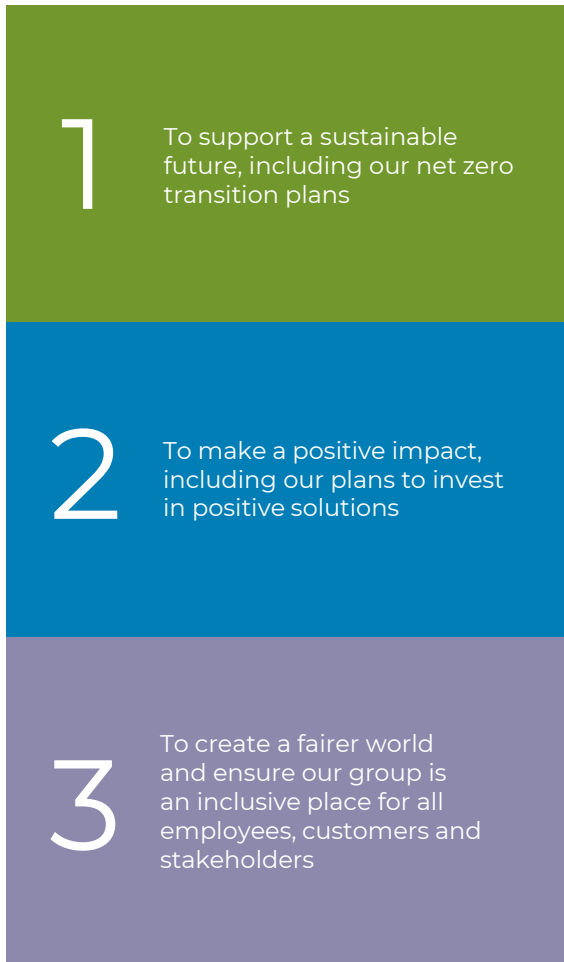 1
To support a sustainable
future, including our net zero
transition plans
2
To make a positive impact,
including our plans to invest
in positive solutions
3
To create a fairer world
and ensure our group is
an inclusive place for all
employees, customers and
stakeholders